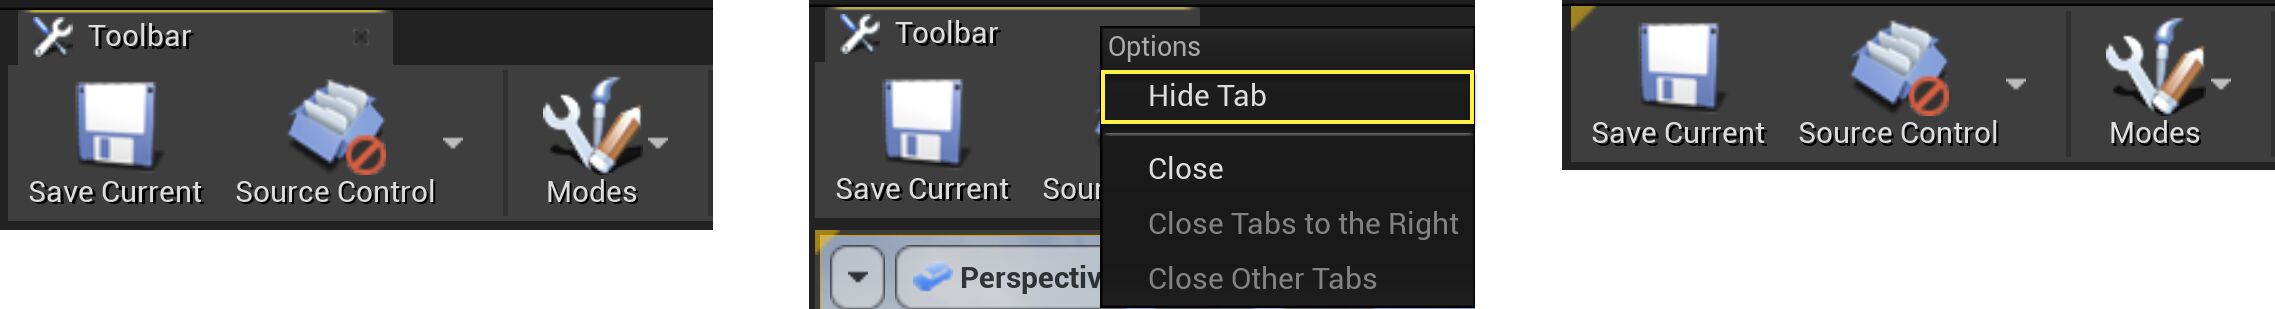 Toolbar
Save Current
Source Control
Modes
Toolbar
Options
Hide Tab
Close
Save Current
Sour
Close Tabs to the Right
Perspectiv
Close Other Tabs
Save Current
Source Control
Modes